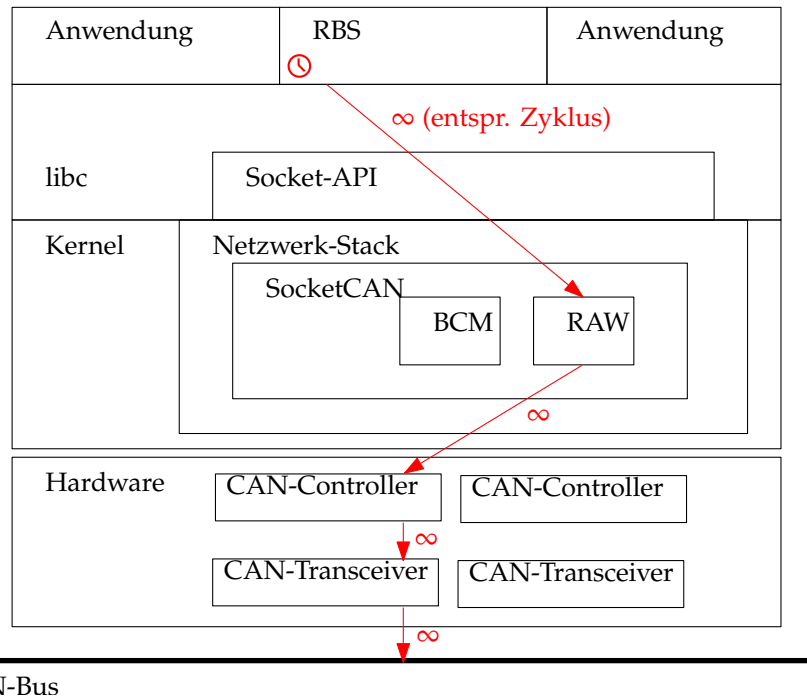 Anwendung RBS Anwendung
∞ (entspr. Zyklus)
libc Socket-API
Kernel Netzwerk-Stack
SocketCAN
BCM RAW
∞
Hardware CAN-Controller CAN-Controller
∞
CAN-Transceiver CAN-Transceiver
∞
N-Bus